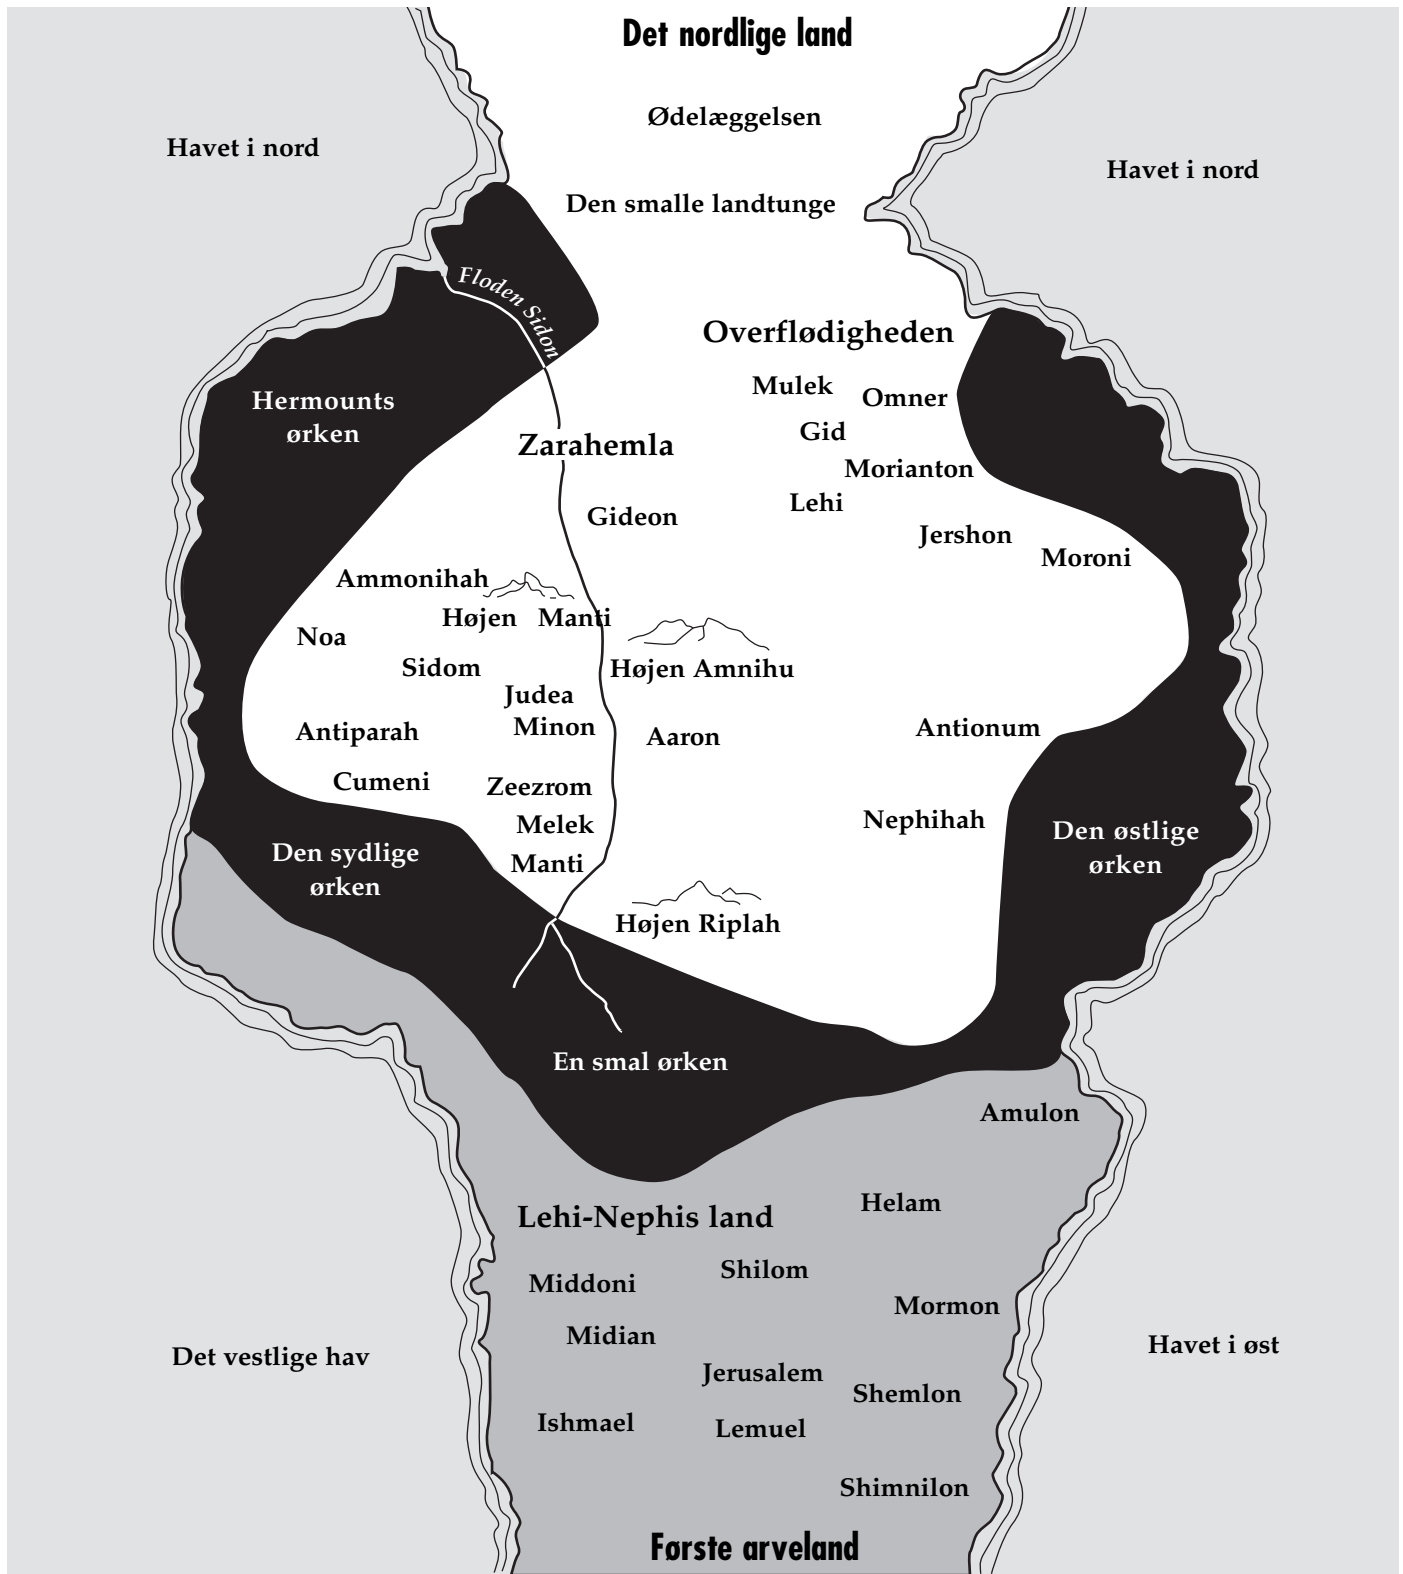 Det nordlige land
Ødelæggelsen
Havet i nord
Havet i nord
Den smalle landtunge
Floden Sidon
Overflødigheden
Mulek
Omner
Hermounts
ørken
Gid
Zarahemla
Morianton
Lehi
Gideon
Jershon
Moroni
Ammonihah
Højen Manti
Noa
Sidom
Højen Amnihu
Judea
Minon
Antiparah
Aaron
Antionum
Cumeni
Zeezrom
Melek
Nephihah
Den østlige
ørken
Den sydlige
ørken
Manti
Højen Riplah
En smal ørken
Amulon
Helam
Lehi-Nephis land
Shilom
Middoni
Mormon
Midian
Det vestlige hav
Havet i øst
Jerusalem
Shemlon
Ishmael
Lemuel
Shimnilon
Første arveland